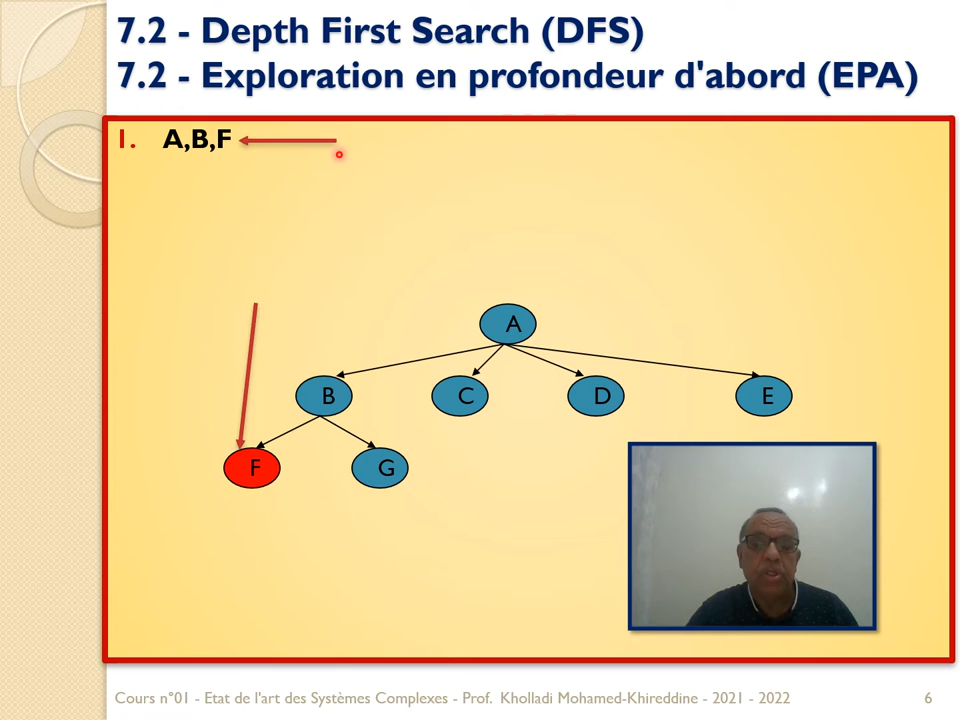 7.2 - Depth First Search (DFS)
7.2 - Exploration en profondeur d'abord (EPA)
1. A,B,F
A
B C D E
F G
Cours n°01 - Etat de l'art des Systèmes Complexes - Prof. Kholladi Mohamed-Khireddine - 2021 - 2022 6